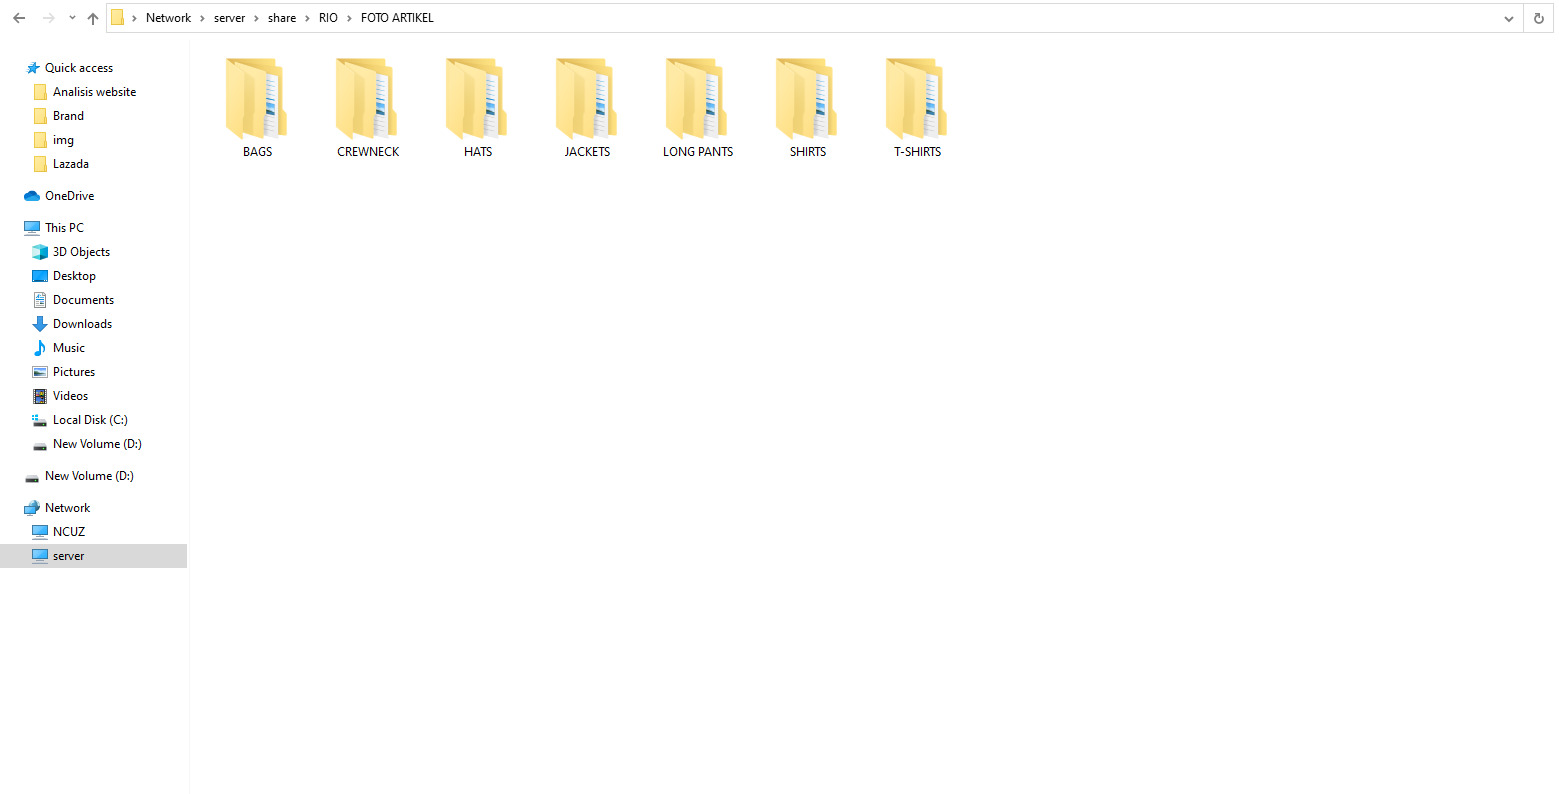 Network > server > share > RIO > FOTO ARTIKEL
Quick access
Analisis website
Brand
img
Lazada
OneDrive
This PC
3D Objects
Desktop
Documents
Downloads
Music
Pictures
Videos
Local Disk (C:)
New Volume (D:)
New Volume (D:)
Network
NCUZ
server
BAGS
CREWNECK
HATS
JACKETS
LONG PANTS
SHIRTS
T-SHIRTS